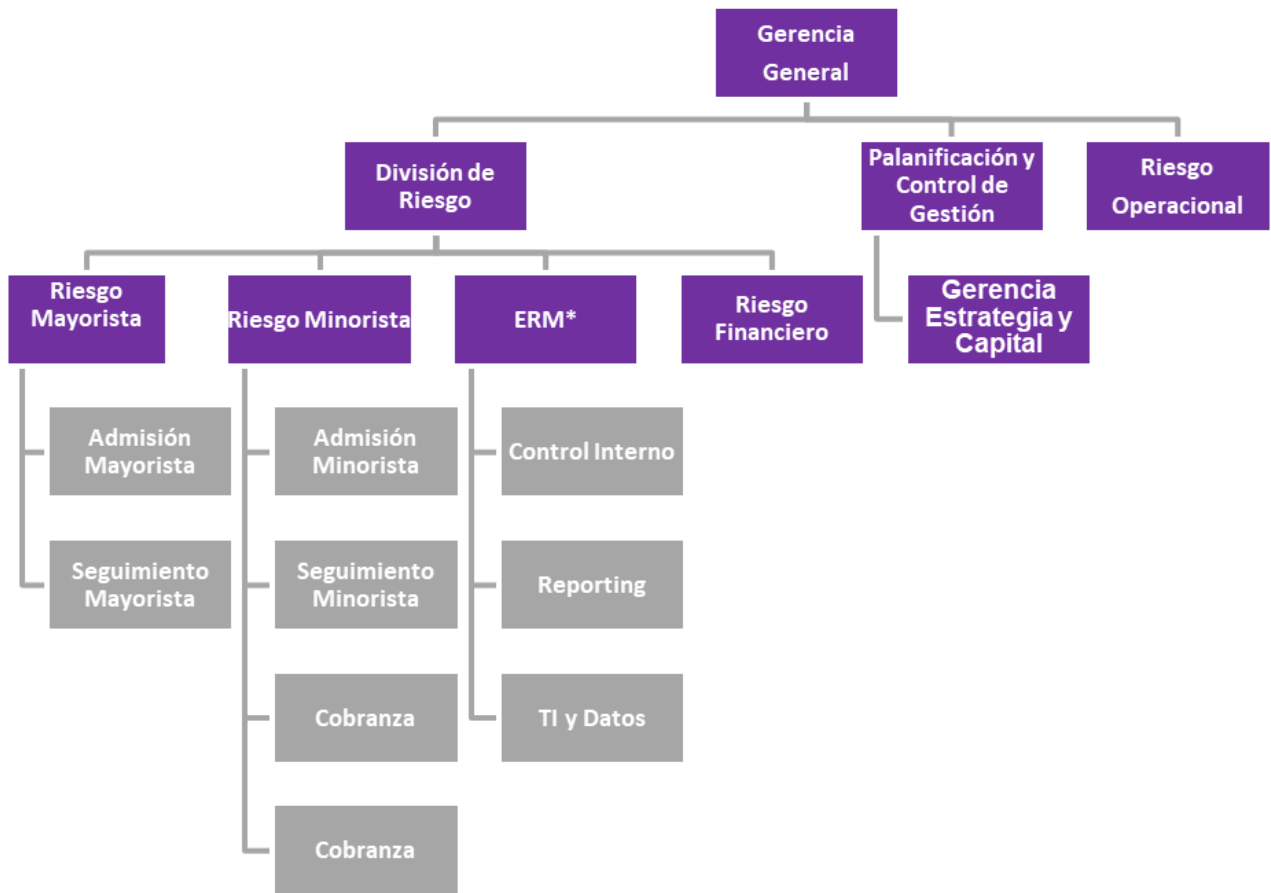 Gerencia
General
División de
Riesgo
Palanificación y
Control de
Gestión
Riesgo
Operacional
Riesgo
Mayorista
Riesgo Minorista
ERM*
Riesgo
Financiero
Gerencia
Estrategia y
Capital
Admisión
Mayorista
Admisión
Minorista
Control Interno
Seguimiento
Mayorista
Seguimiento
Minorista
Reporting
Cobranza
TI y Datos
Cobranza